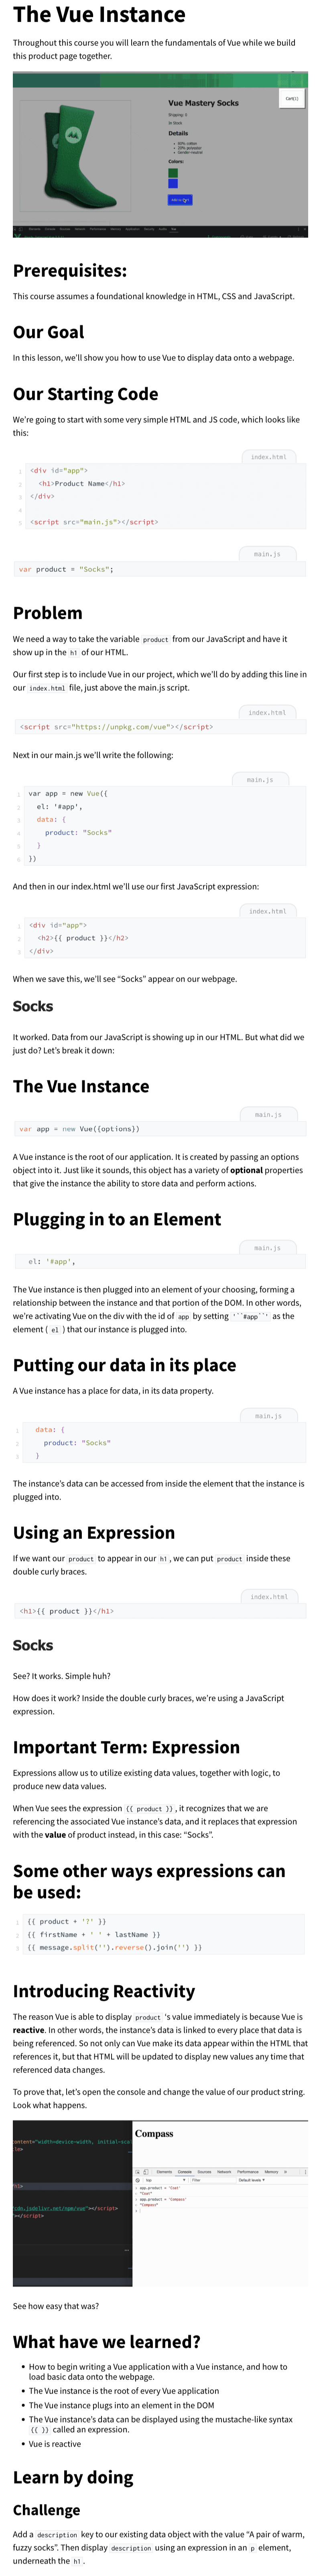 The Vue Instance
Throughout this course you will learn the fundamentals of Vue while we build
this product page together.
Cart(1)
Vue Mastery Socks
Shipping: 0
In Stock
Details
80% cotton
20% polyester
Gender-neutral
Colors:
Prerequisites:
This course assumes a foundational knowledge in HTML, CSS and JavaScript.
Our Goal
In this lesson, we’ll show you how to use Vue to display data onto a webpage.
Our Starting Code
We’re going to start with some very simple HTML and JS code, which looks like
this:
index.html
1 <div id="app">
2 <h1>Product Name</h1>
3 </div>
4
5 <script src="main.js"></script>
main.js
var product = "Socks";
Problem
We need a way to take the variable product from our JavaScript and have it
show up in the h1 of our HTML.
Our first step is to include Vue in our project, which we’ll do by adding this line in
our index.html file, just above the main.js script.
index.html
<script src="https://unpkg.com/vue"></script>
Next in our main.js we’ll write the following:
main.js
1 var app = new Vue({
2 el: '#app',
3 data: {
4 product: "Socks"
5 }
6 })
And then in our index.html we’ll use our first JavaScript expression:
index.html
1 <div id="app">
2 <h2>{{ product }}</h2>
3 </div>
When we save this, we’ll see “Socks” appear on our webpage.
Socks
It worked. Data from our JavaScript is showing up in our HTML. But what did we
just do? Let’s break it down:
The Vue Instance
main.js
var app = new Vue({options})
A Vue instance is the root of our application. It is created by passing an options
object into it. Just like it sounds, this object has a variety of optional properties
that give the instance the ability to store data and perform actions.
Plugging in to an Element
main.js
el: '#app',
The Vue instance is then plugged into an element of your choosing, forming a
relationship between the instance and that portion of the DOM. In other words,
we’re activating Vue on the div with the id of app by setting '``#app``' as the
element ( el ) that our instance is plugged into.
Putting our data in its place
A Vue instance has a place for data, in its data property.
main.js
1 data: {
2 product: "Socks"
3 }
The instance’s data can be accessed from inside the element that the instance is
plugged into.
Using an Expression
If we want our product to appear in our h1 , we can put product inside these
double curly braces.
index.html
<h1>{{ product }}</h1>
Socks
See? It works. Simple huh?
How does it work? Inside the double curly braces, we’re using a JavaScript
expression.
Important Term: Expression
Expressions allow us to utilize existing data values, together with logic, to
produce new data values.
When Vue sees the expression {{ product }} , it recognizes that we are
referencing the associated Vue instance’s data, and it replaces that expression
with the value of product instead, in this case: “Socks”.
Some other ways expressions can
be used:
1 {{ product + '?' }}
2 {{ firstName + ' ' + lastName }}
3 {{ message.split('').reverse().join('') }}
Introducing Reactivity
The reason Vue is able to display product 's value immediately is because Vue is
reactive. In other words, the instance’s data is linked to every place that data is
being referenced. So not only can Vue make its data appear within the HTML that
references it, but that HTML will be updated to display new values any time that
referenced data changes.
To prove that, let’s open the console and change the value of our product string.
Look what happens.
Compass
Elements Console Sources Network Performance Memory
top Filter Default levels
app.product = 'Coat'
"Coat"
app.product = 'Compass'
"Compass"
See how easy that was?
What have we learned?
How to begin writing a Vue application with a Vue instance, and how to
load basic data onto the webpage.
The Vue instance is the root of every Vue application
The Vue instance plugs into an element in the DOM
The Vue instance’s data can be displayed using the mustache-like syntax
{{ }} called an expression.
Vue is reactive
Learn by doing
Challenge
Add a description key to our existing data object with the value “A pair of warm,
fuzzy socks”. Then display description using an expression in an p element,
underneath the h1 .